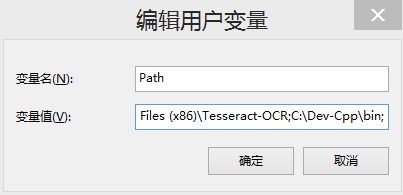 编辑用户变量
变量名(N):
Path
变量值(V):
Files (x86)\Tesseract-OCR;C:\Dev-Cpp\bin;
确定
取消